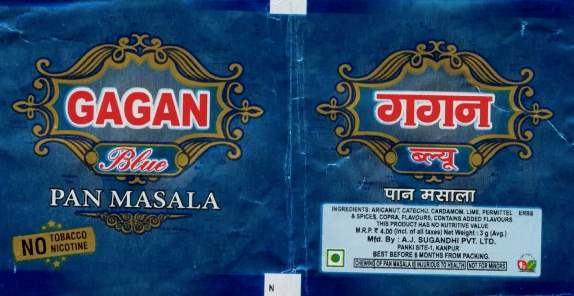 GAGAN
Blue
PAN MASALA
NO TOBACCO
NICOTINE
गगन
ब्ल्यू
पान मसाला
INGREDIENTS: ARICANUT, CATECHU, CARDAMOM, LIME, PERMITTEL ERBS
& SPICES, COPRA, FLAVOURS, CONTAINS ADDED FLAVOURS
THIS PRODUCT HAS NO NUTRITIVE VALUE
M.R.P. ₹ 4.00 (Incl. of all taxes) Net Weight : 3 g (Avg.)
Mfd. By : A.J. SUGANDHI PVT. LTD.
PANKI SITE-1, KANPUR
BEST BEFORE 6 MONTHS FROM PACKING.
CHEWING OF PAN MASALA IS INJURIOUS TO HEALTH NOT FOR MINORS
N